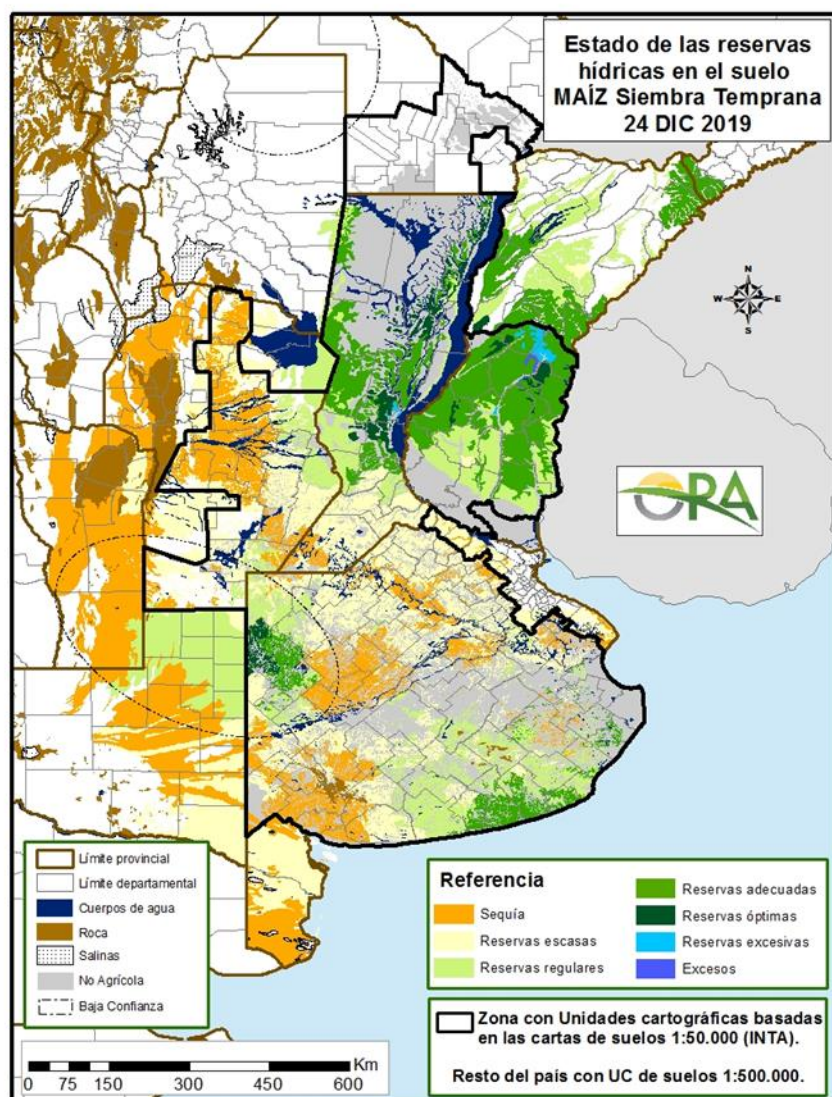 Estado de las reservas
hídricas en el suelo
MAÍZ Siembra Temprana
24 DIC 2019
N
W E
S
ORA
Límite provincial
Límite departamental
Cuerpos de agua
Roca
Salinas
No Agrícola
Baja Confianza
Referencia
Sequía
Reservas escasas
Reservas regulares
Reservas adecuadas
Reservas óptimas
Reservas excesivas
Excesos
Km
0 75 150 300 450 600
Zona con Unidades cartográficas basadas
en las cartas de suelos 1:50.000 (INTA).
Resto del país con UC de suelos 1:500.000.